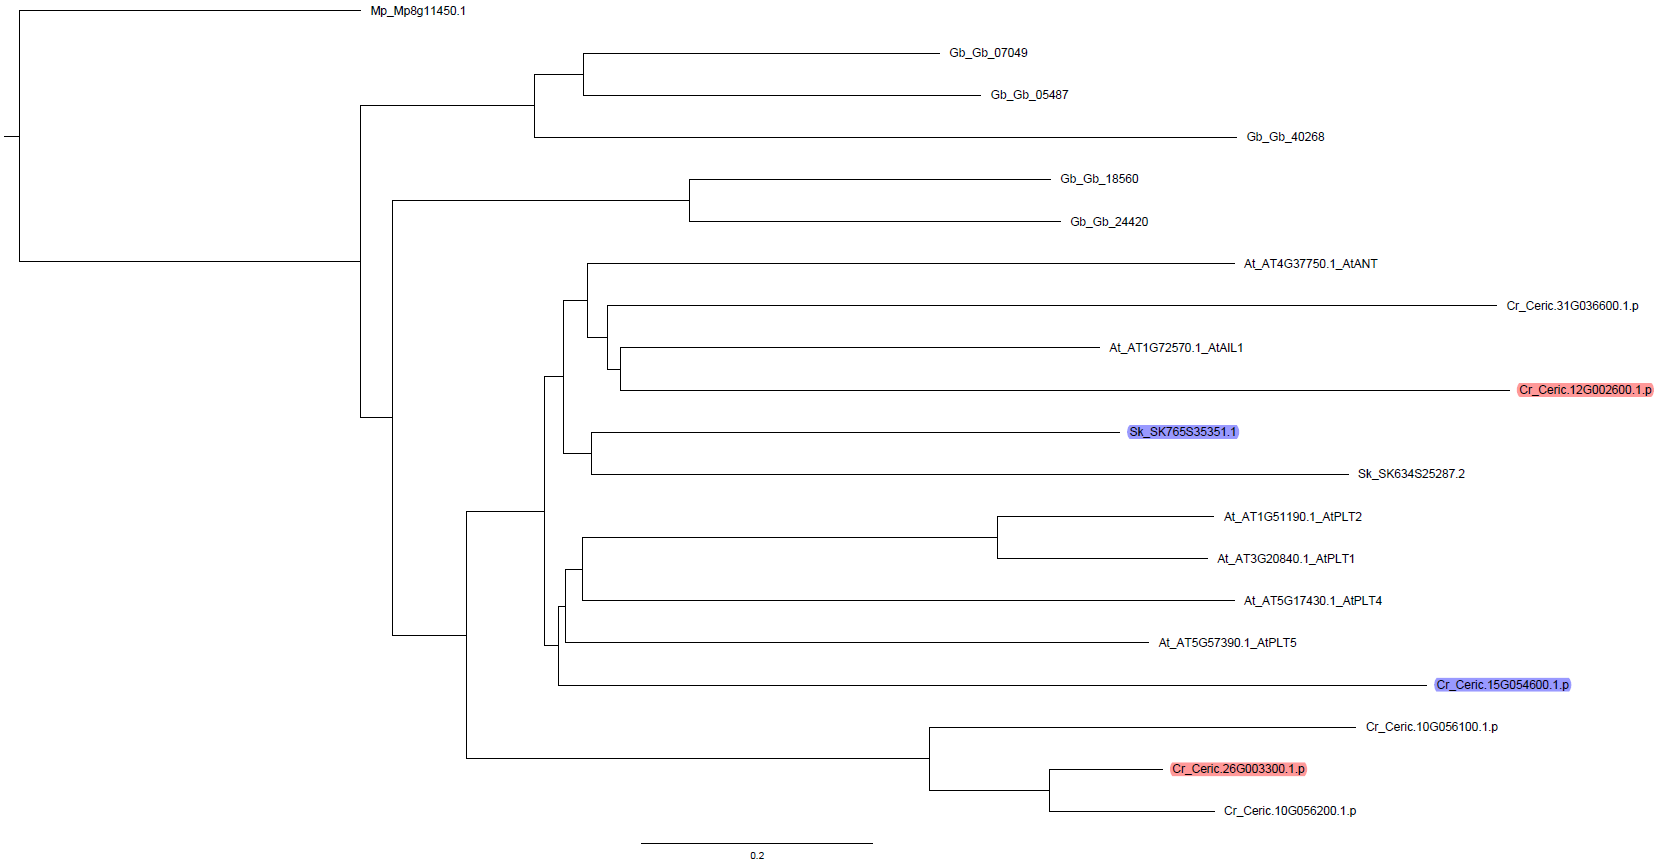 Mp_Mp8g11450.1
Gb_Gb_07049
Gb_Gb_05487
Gb_Gb_40268
Gb_Gb_18560
Gb_Gb_24420
At_AT4G37750.1_AtANT
Cr_Ceric.31G036600.1.p
At_AT1G72570.1_AtAIL1
Cr_Ceric.12G002600.1.p
Sk_SK765S35351.1
Sk_SK634S25287.2
At_AT1G51190.1_AtPLT2
At_AT3G20840.1_AtPLT1
At_AT5G17430.1_AtPLT4
At_AT5G57390.1_AtPLT5
Cr_Ceric.15G054600.1.p
Cr_Ceric.10G056100.1.p
Cr_Ceric.26G003300.1.p
Cr_Ceric.10G056200.1.p
0.2